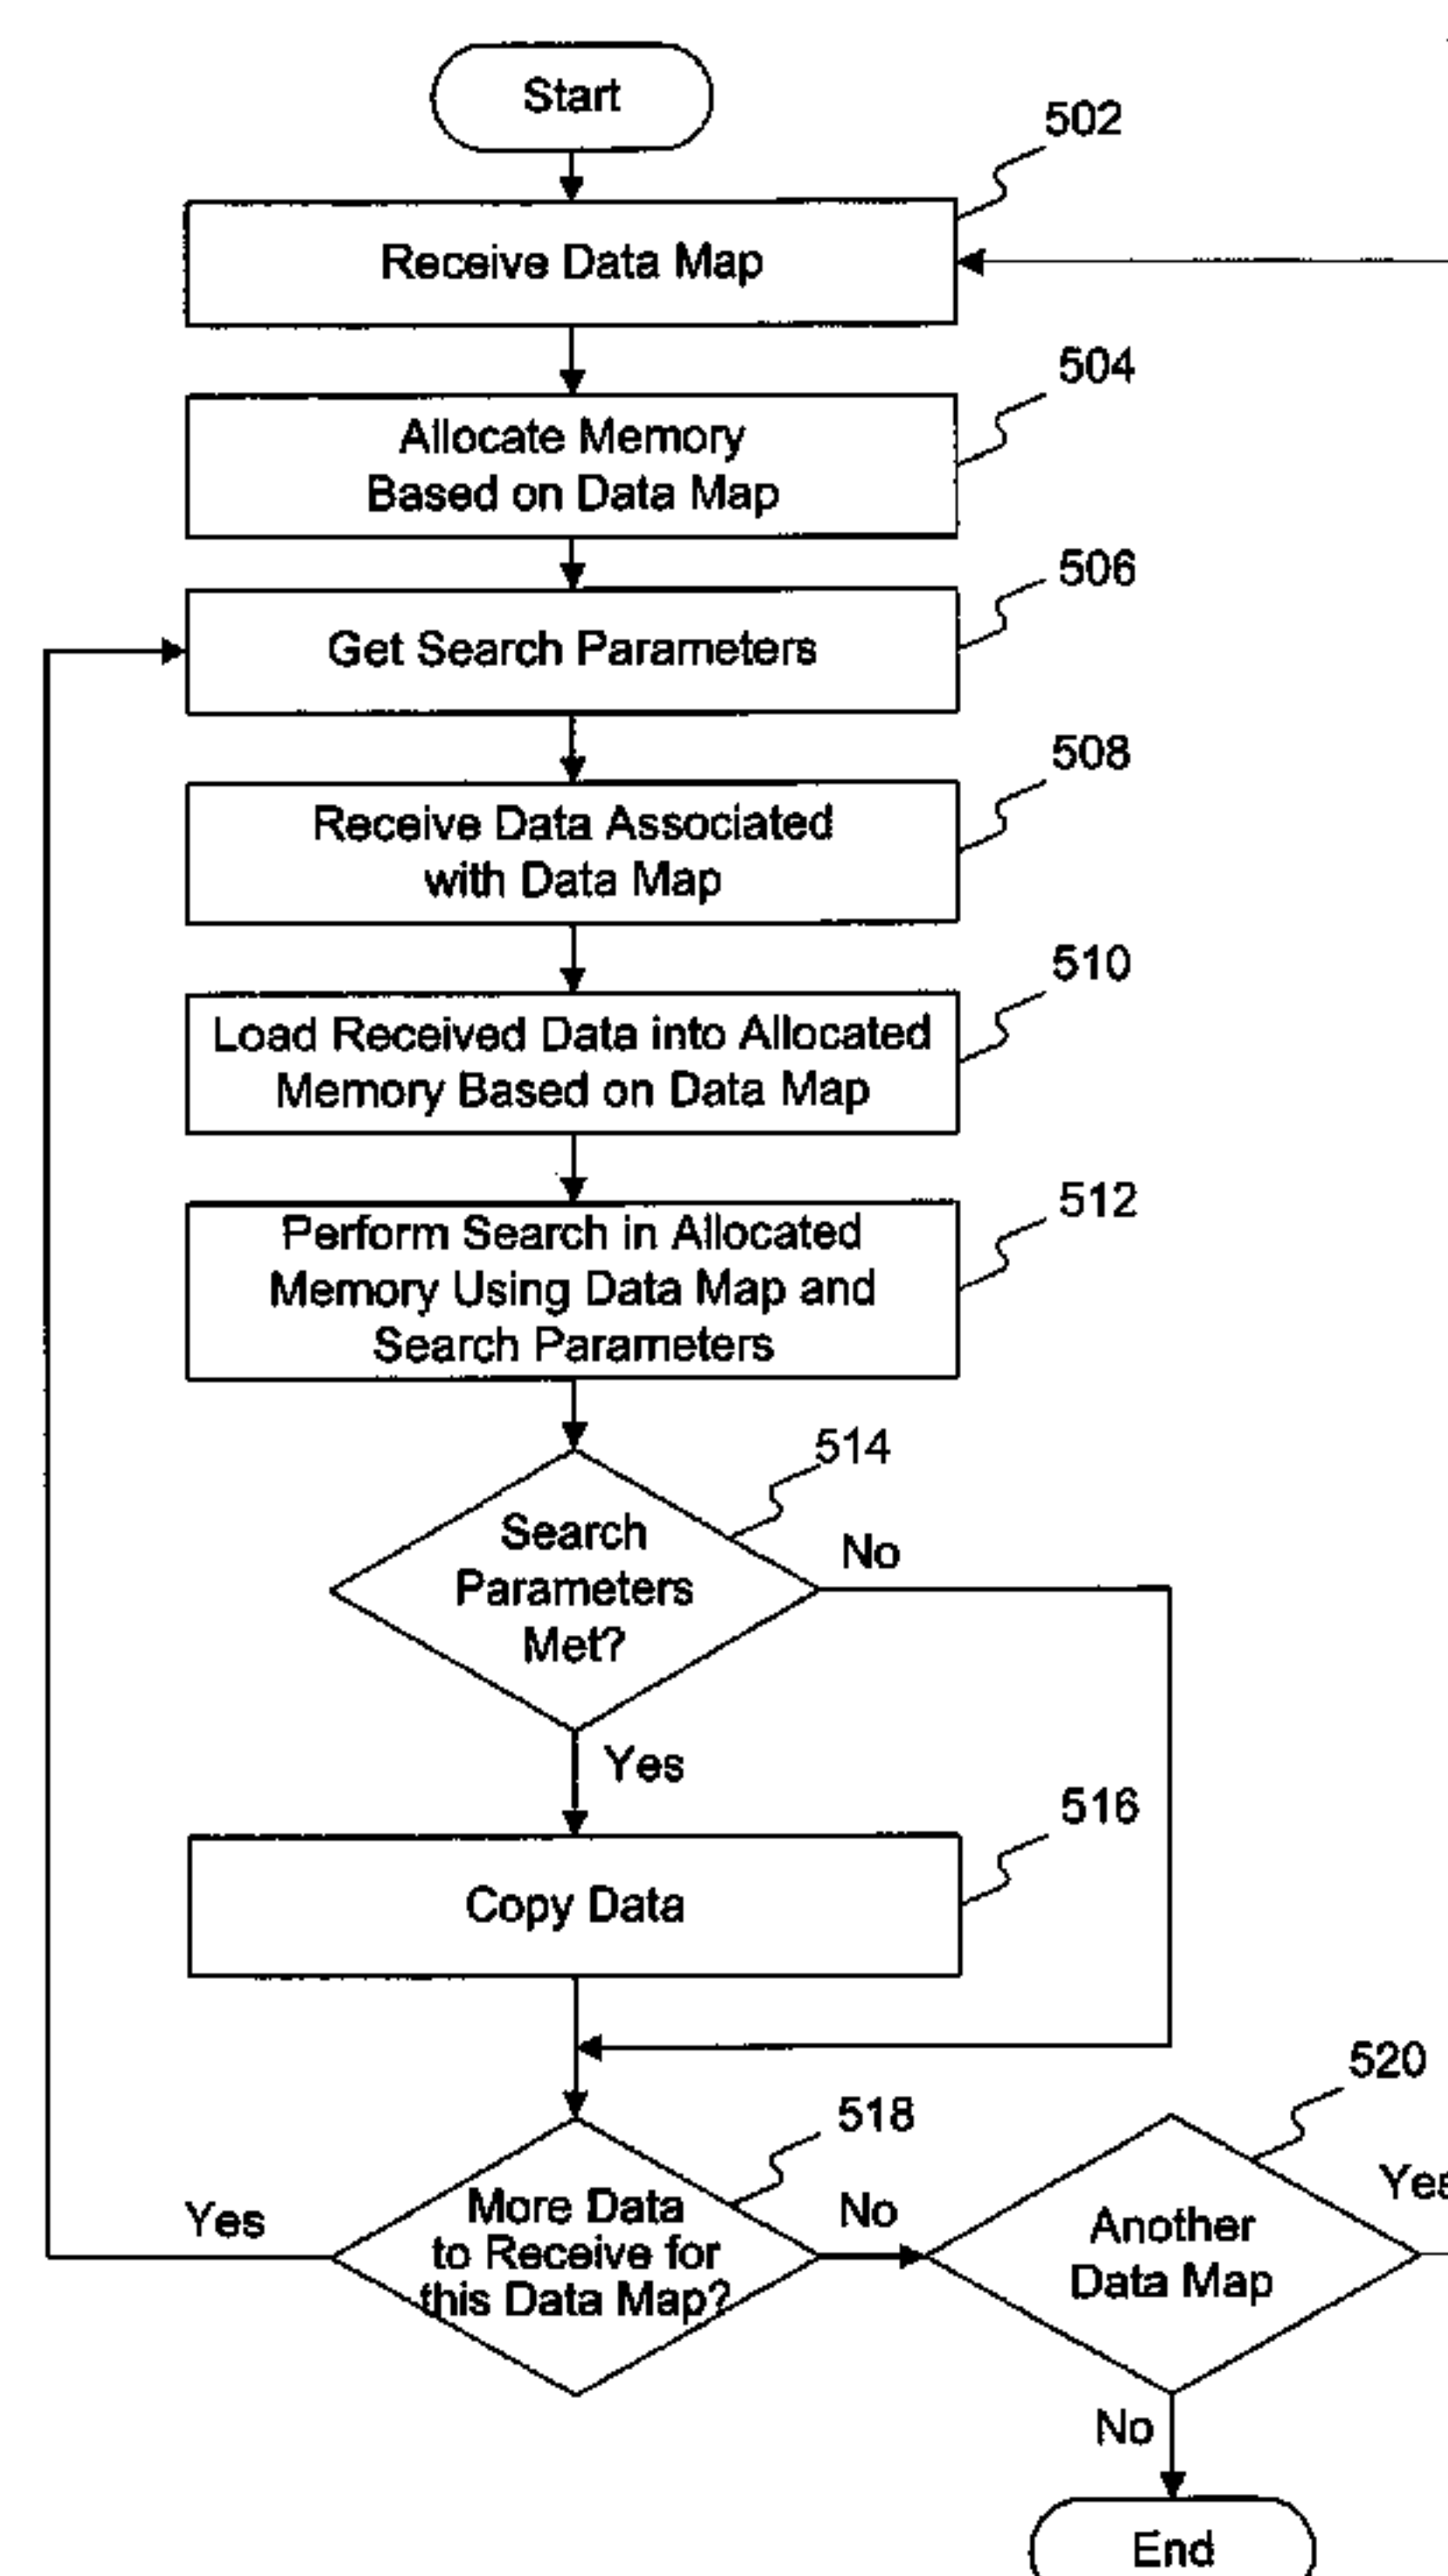 Start
502
Receive Data Map
504
Allocate Memory
Based on Data Map
506
Get Search Parameters
508
Receive Data Associated
with Data Map
510
Load Received Data into Allocated
Memory Based on Data Map
512
Perform Search in Allocated
Memory Using Data Map and
Search Parameters
514
Search
Parameters
Met?
No
Yes
516
Copy Data
518
520
More Data
to Receive for
this Data Map?
Yes
No
Another
Data Map
Yes
No
End